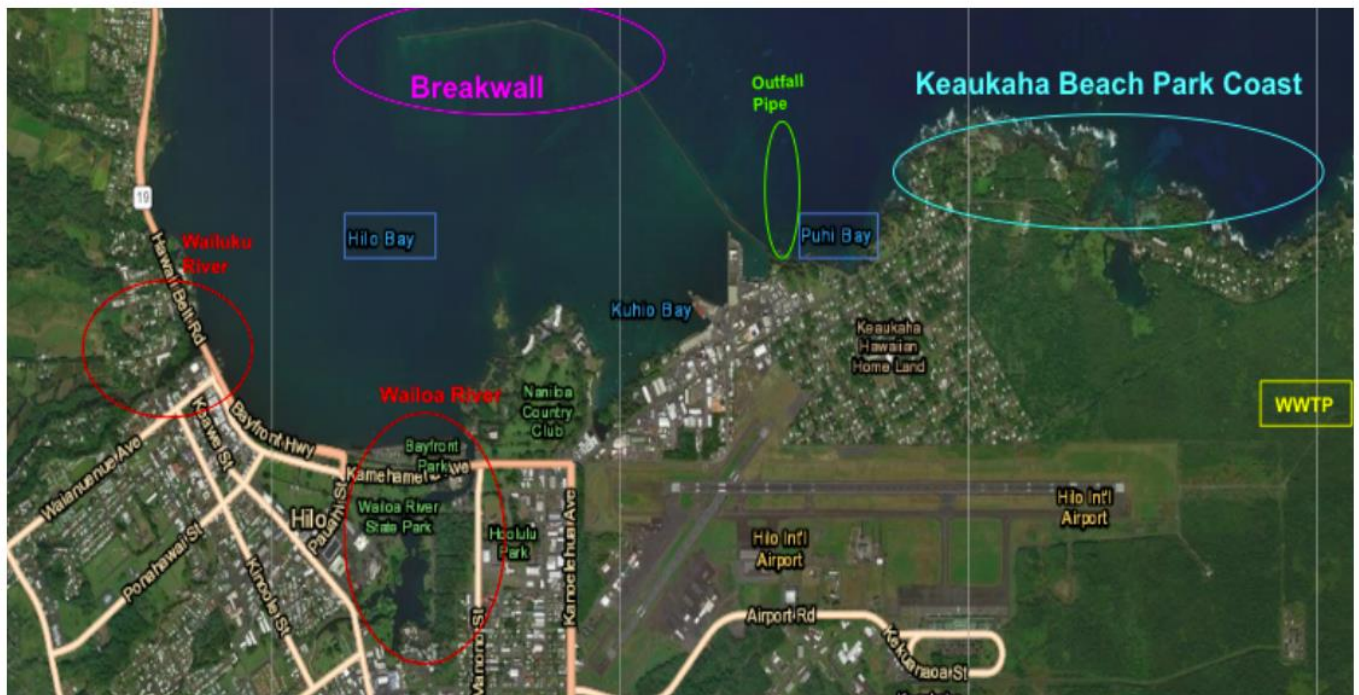 Breakwall
Outfall
Pipe
Keaukaha Beach Park Coast
19
Hawaii Belt Rd
Wailuku
River
Hilo Bay
Puhi Bay
Kuhio Bay
Keaukaha
Hawaiian
Home Land
WWTP
Wailoa River
Naniloa
Country
Club
Bayfront Hwy
Bayfront
Park
Kamehameha Ave
Waianuenue Ave
Keawe St
Ponahawai St
Kinoole St
Hilo
Pauahi St
Wailoa River
State Park
Hoolulu
Park
Manono St
Kanoelehua Ave
Hilo Int'l
Airport
Hilo Int'l
Airport
Airport Rd
Kekuanaoa St